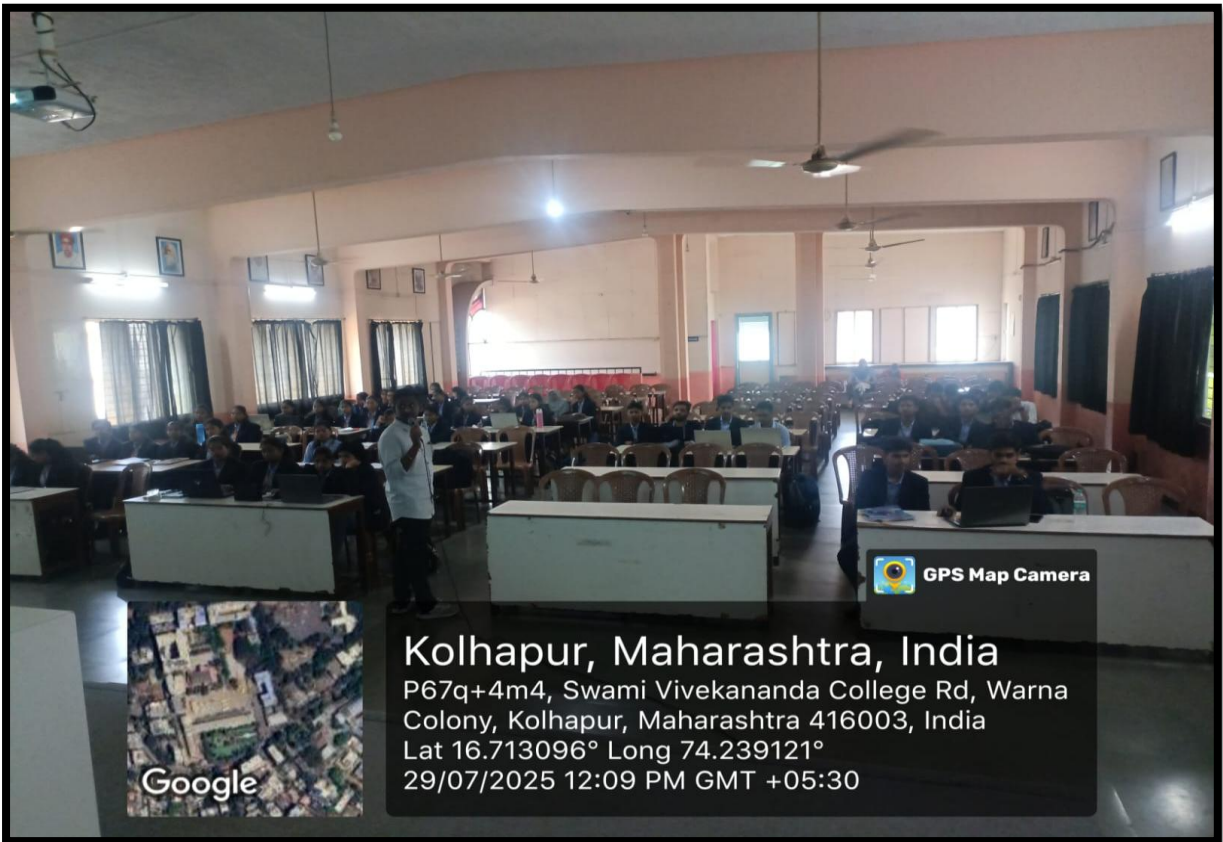 GPS Map Camera
Kolhapur, Maharashtra, India
P67q+4m4, Swami Vivekananda College Rd, Warna
Colony, Kolhapur, Maharashtra 416003, India
Lat 16.713096° Long 74.239121°
29/07/2025 12:09 PM GMT +05:30
Google